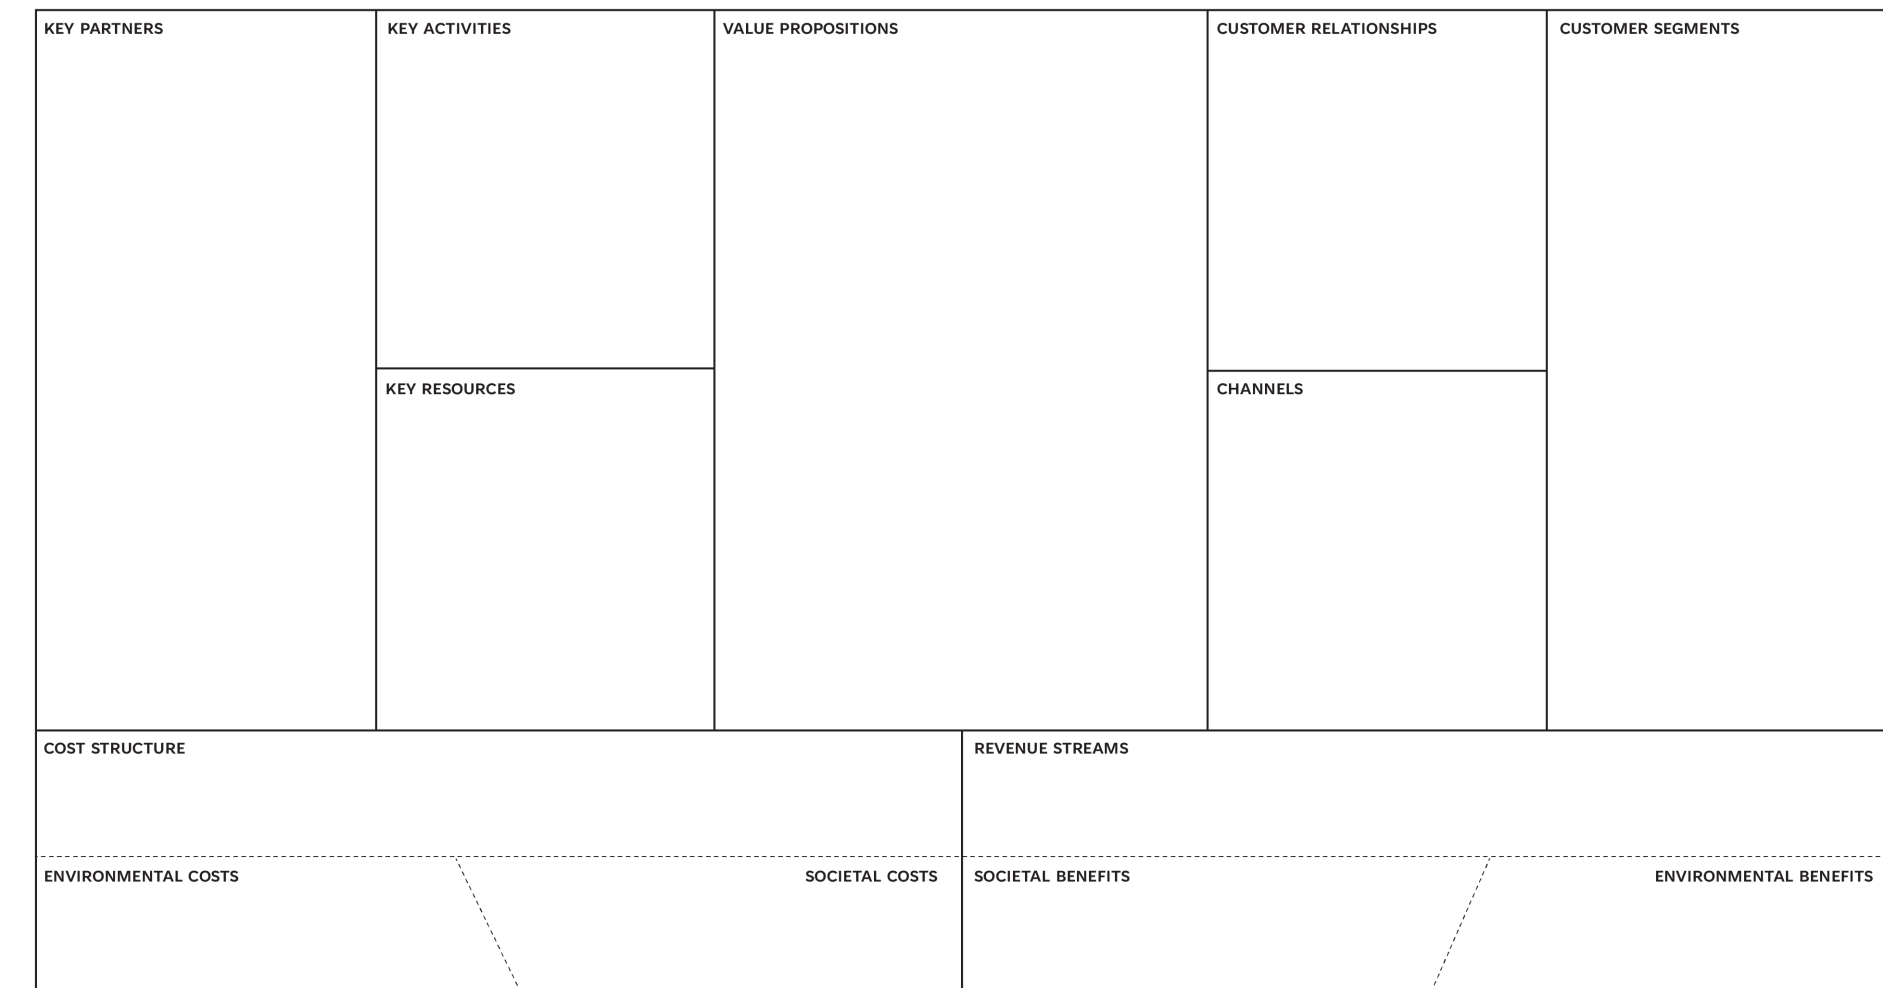 KEY PARTNERS
KEY ACTIVITIES
VALUE PROPOSITIONS
CUSTOMER RELATIONSHIPS
CUSTOMER SEGMENTS
KEY RESOURCES
CHANNELS
COST STRUCTURE
REVENUE STREAMS
ENVIRONMENTAL COSTS
SOCIETAL COSTS
SOCIETAL BENEFITS
ENVIRONMENTAL BENEFITS